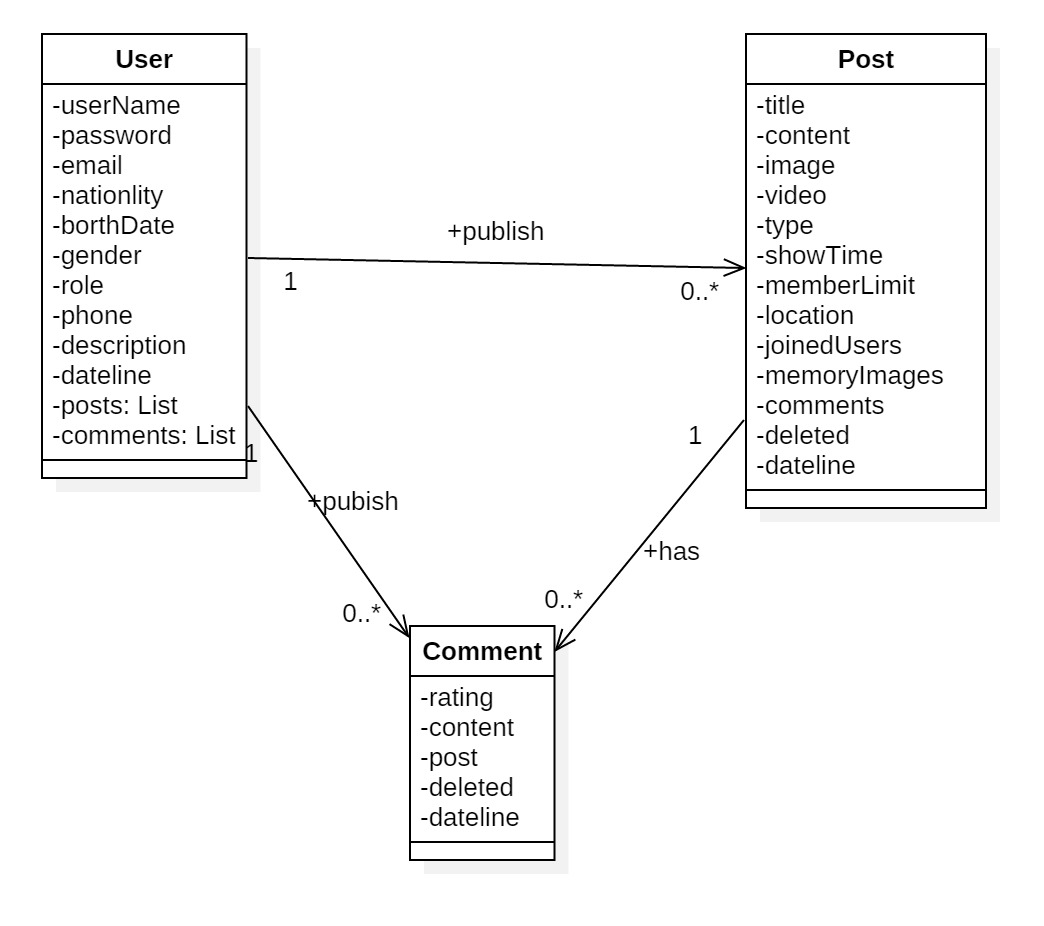 User
-userName
-password
-email
-nationlity
-borthDate
-gender
-role
-phone
-description
-dateline
-posts: List
-comments: List
Post
-title
-content
-image
-video
-type
-showTime
-memberLimit
-location
-joinedUsers
-memoryImages
-comments
-deleted
-dateline
+publish
1
0..*
1
+pubish
0..*
1
+has
0..*
Comment
-rating
-content
-post
-deleted
-dateline